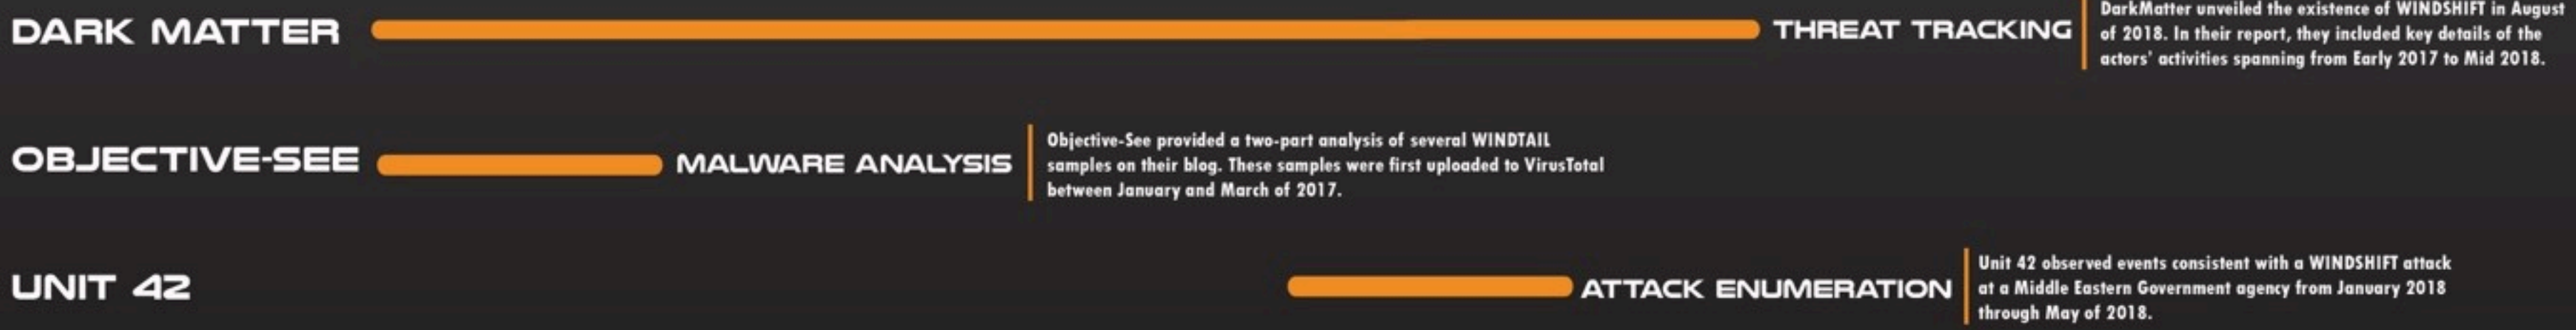 DARK MATTER
THREAT TRACKING
DarkMatter unveiled the existence of WINDSHIFT in August
of 2018. In their report, they included key details of the
actors' activities spanning from Early 2017 to Mid 2018.
OBJECTIVE-SEE
MALWARE ANALYSIS
Objective-See provided a two-part analysis of several WINDTAIL
samples on their blog. These samples were first uploaded to VirusTotal
between January and March of 2017.
UNIT 42
ATTACK ENUMERATION
Unit 42 observed events consistent with a WINDSHIFT attack
at a Middle Eastern Government agency from January 2018
through May of 2018.